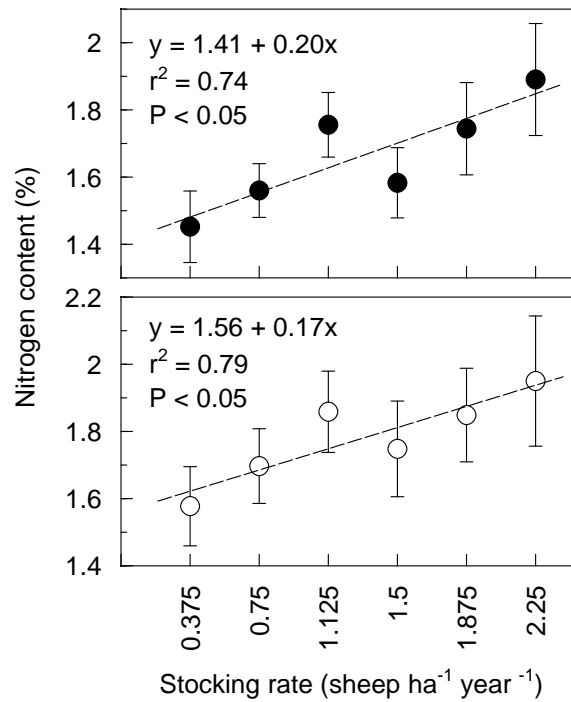 y = 1.41 + 0.20x
r² = 0.74
P < 0.05
2
1.8
1.6
1.4
Nitrogen content (%)
y = 1.56 + 0.17x
r² = 0.79
P < 0.05
2.2
2
1.8
1.6
1.4
0.375
0.75
1.125
1.5
1.875
2.25
Stocking rate (sheep ha⁻¹ year ⁻¹)